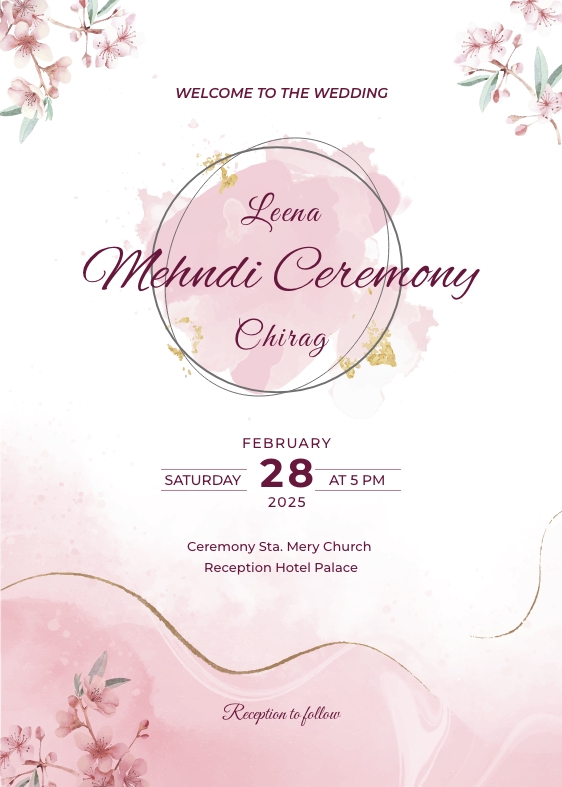 WELCOME TO THE WEDDING
Leena
Mehndi Ceremony
Chirag
FEBRUARY
SATURDAY 28 AT 5 PM
2025
Ceremony Sta. Mery Church
Reception Hotel Palace
Reception to follow